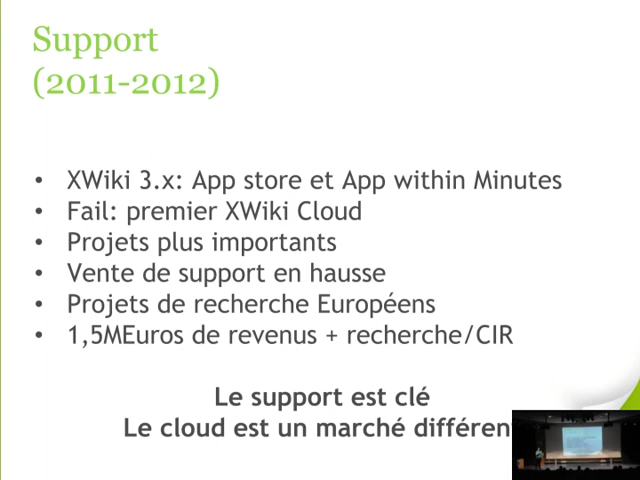 Support
(2011-2012)
• XWiki 3.x: App store et App within Minutes
• Fail: premier XWiki Cloud
• Projets plus importants
• Vente de support en hausse
• Projets de recherche Européens
• 1,5MEuros de revenus + recherche/CIR
Le support est clé
Le cloud est un marché différen